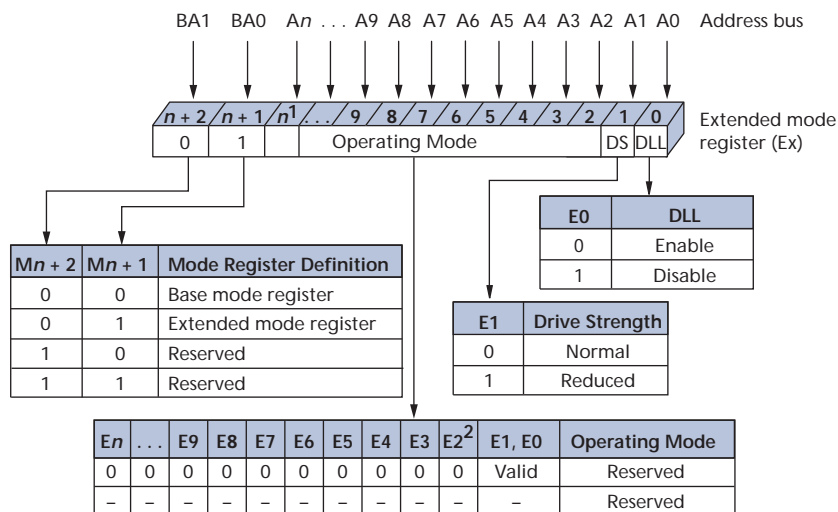 BA1 BA0 An . . . A9 A8 A7 A6 A5 A4 A3 A2 A1 A0 Address bus
n + 2 n + 1 n1 . . . 9 8 7 6 5 4 3 2 1 0 Extended mode
register (Ex)
0 1 Operating Mode DS DLL
E0 DLL
0 Enable
1 Disable
Mn + 2 Mn + 1 Mode Register Definition
0 0 Base mode register
0 1 Extended mode register
1 0 Reserved
1 1 Reserved
E1 Drive Strength
0 Normal
1 Reduced
En . . . E9 E8 E7 E6 E5 E4 E3 E2² E1, E0 Operating Mode
0 0 0 0 0 0 0 0 0 0 Valid Reserved
– – – – – – – – – – – Reserved